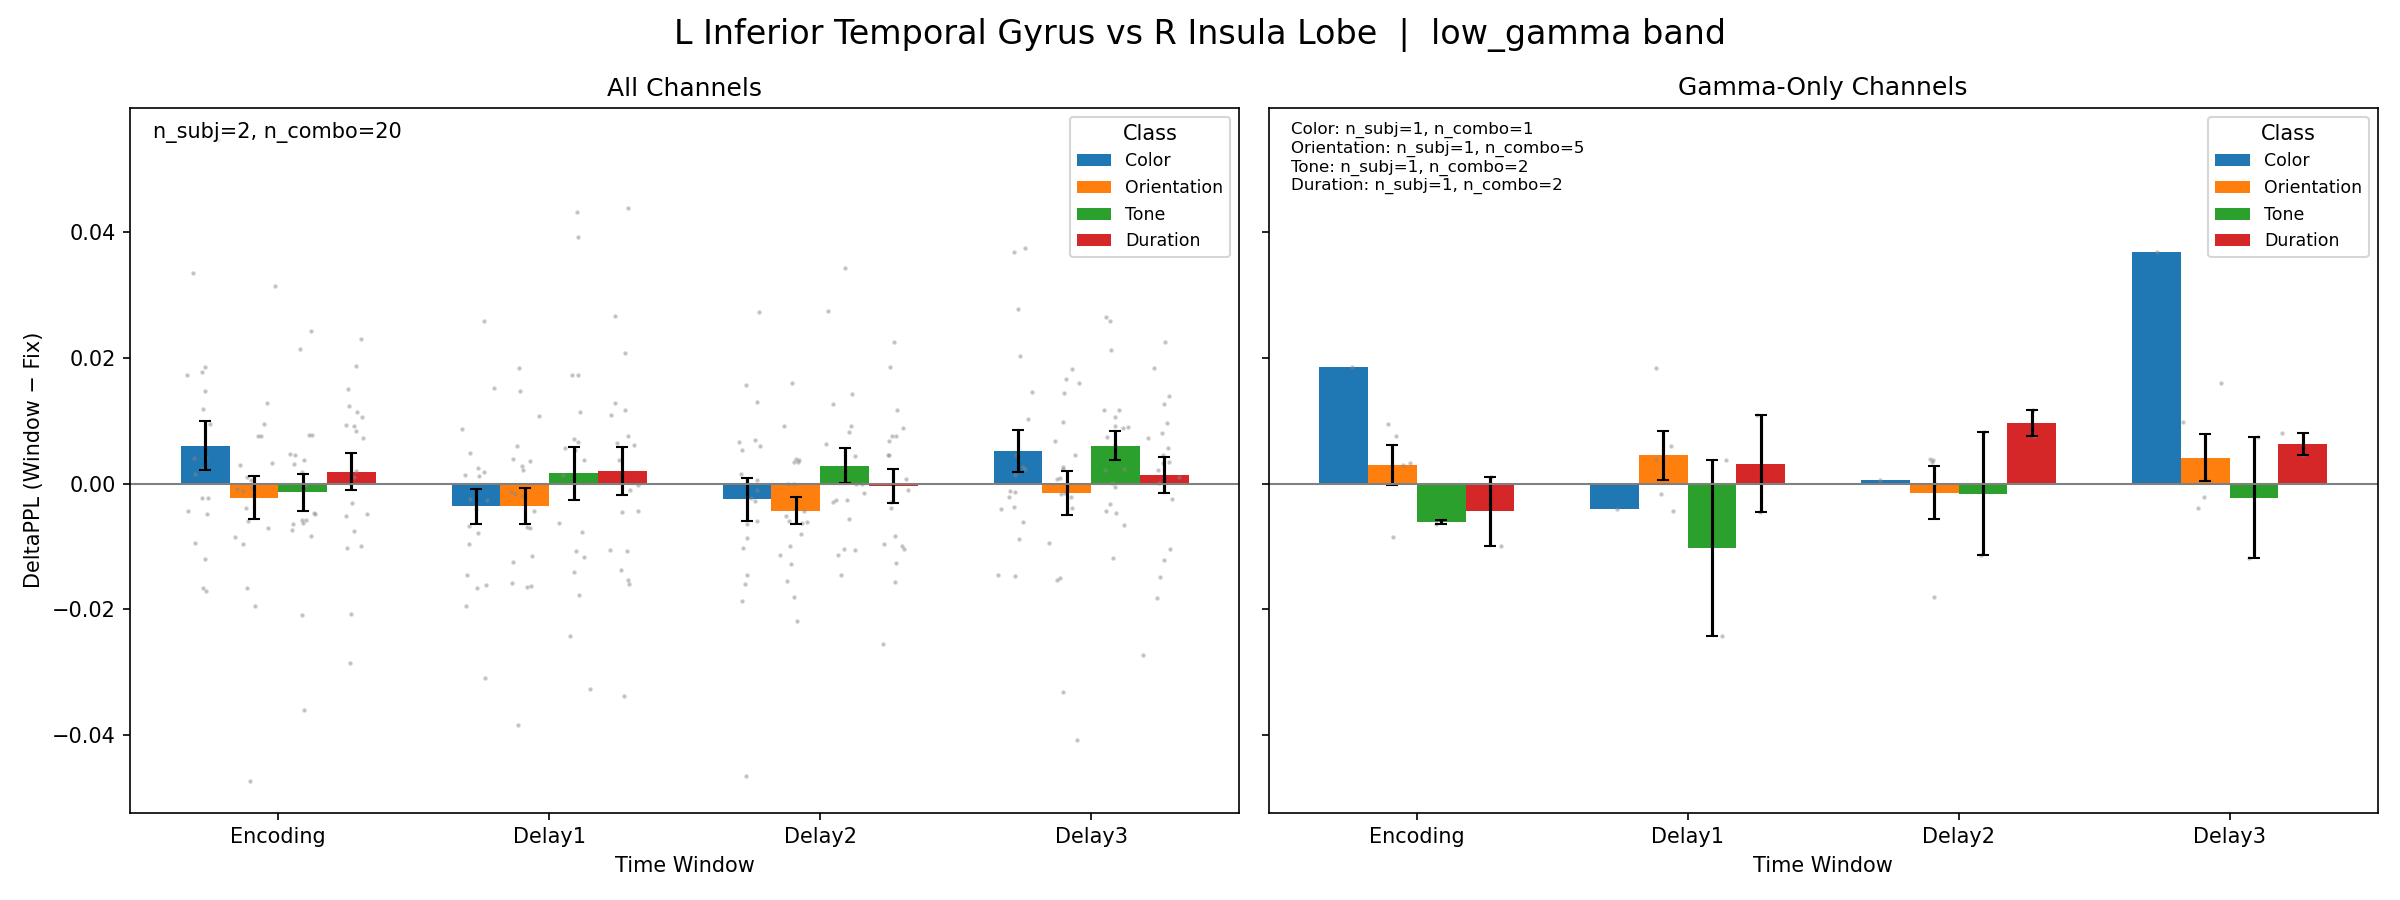 L Inferior Temporal Gyrus vs R Insula Lobe | low_gamma band
All Channels
n_subj=2, n_combo=20
Class
Color
Orientation
Tone
Duration
DeltaPPL (Window − Fix)
0.04
0.02
0.00
−0.02
−0.04
Encoding
Delay1
Delay2
Delay3
Time Window
Gamma-Only Channels
Color: n_subj=1, n_combo=1
Orientation: n_subj=1, n_combo=5
Tone: n_subj=1, n_combo=2
Duration: n_subj=1, n_combo=2
Class
Color
Orientation
Tone
Duration
Encoding
Delay1
Delay2
Delay3
Time Window